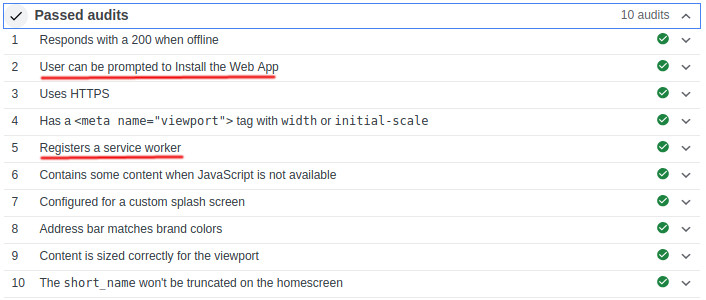 Passed audits 10 audits
1 Responds with a 200 when offline
2 User can be prompted to Install the Web App
3 Uses HTTPS
4 Has a <meta name="viewport"> tag with width or initial-scale
5 Registers a service worker
6 Contains some content when JavaScript is not available
7 Configured for a custom splash screen
8 Address bar matches brand colors
9 Content is sized correctly for the viewport
10 The short_name won't be truncated on the homescreen